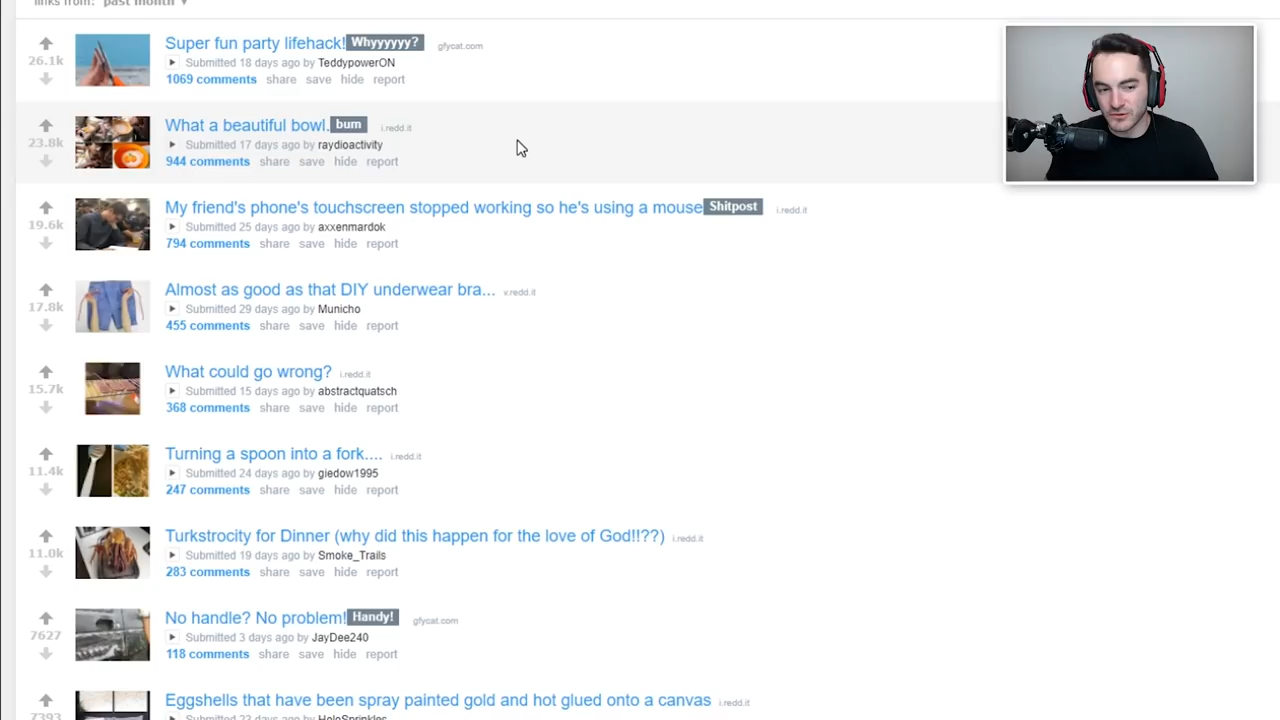 links from: past month ▼
Super fun party lifehack! Whyyyyyy? gfycat.com
26.1k
Submitted 18 days ago by TeddypowerON
1069 comments share save hide report
What a beautiful bowl. bum i.redd.it
23.8k
Submitted 17 days ago by raydioactivity
944 comments share save hide report
My friend's phone's touchscreen stopped working so he's using a mouse Shitpost i.redd.it
19.6k
Submitted 25 days ago by axxenmardok
794 comments share save hide report
Almost as good as that DIY underwear bra... v.redd.it
17.8k
Submitted 29 days ago by Municho
455 comments share save hide report
What could go wrong? i.redd.it
15.7k
Submitted 15 days ago by abstractquatsch
368 comments share save hide report
Turning a spoon into a fork.... i.redd.it
11.4k
Submitted 24 days ago by giedow1995
247 comments share save hide report
Turkstrocity for Dinner (why did this happen for the love of God!!??) i.redd.it
11.0k
Submitted 19 days ago by Smoke_Trails
283 comments share save hide report
No handle? No problem! Handy! gfycat.com
7627
Submitted 3 days ago by JayDee240
118 comments share save hide report
Eggshells that have been spray painted gold and hot glued onto a canvas i.redd.it
7393
Submitted 23 days ago by HoloSprinkles